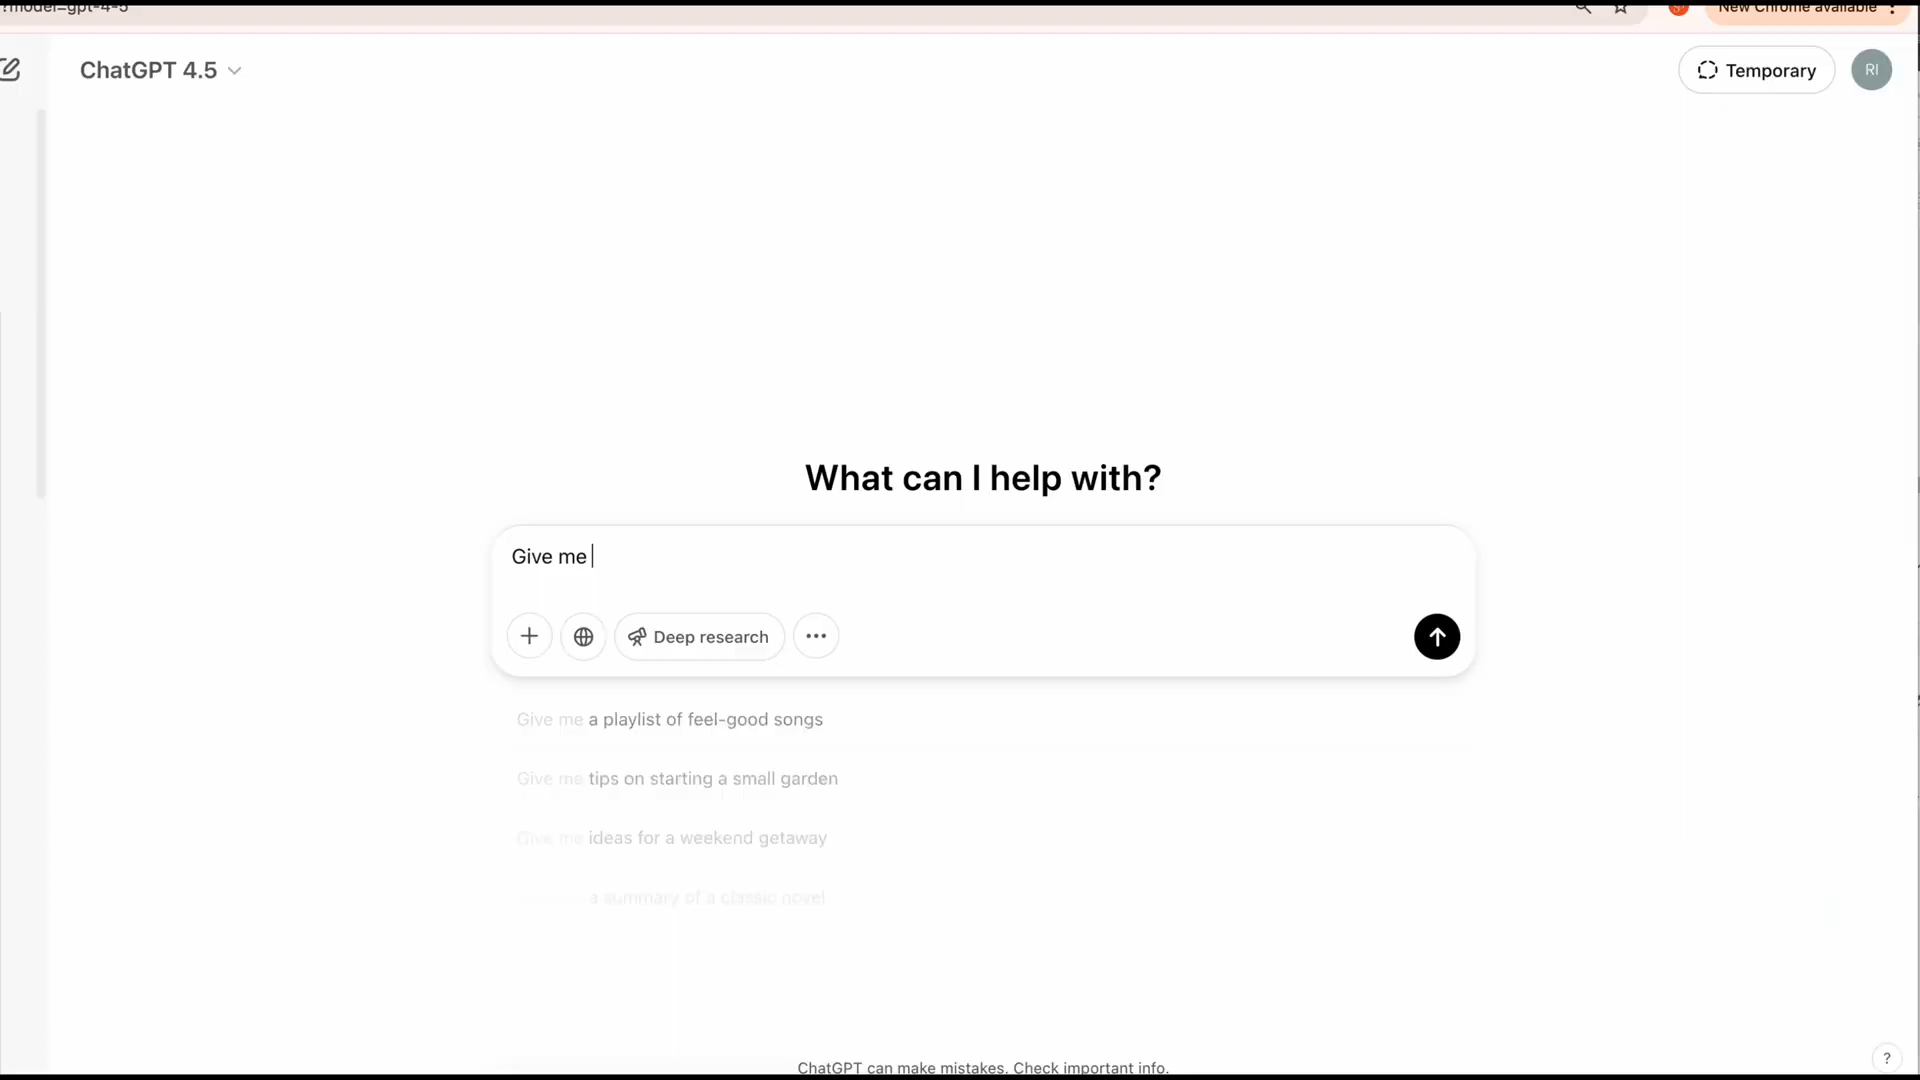 ?model=gpt-4-5
New Chrome available
ChatGPT 4.5
Temporary
RI
What can I help with?
Give me
Deep research
Give me a playlist of feel-good songs
Give me tips on starting a small garden
Give me ideas for a weekend getaway
a summary of a classic novel
ChatGPT can make mistakes. Check important info.
?